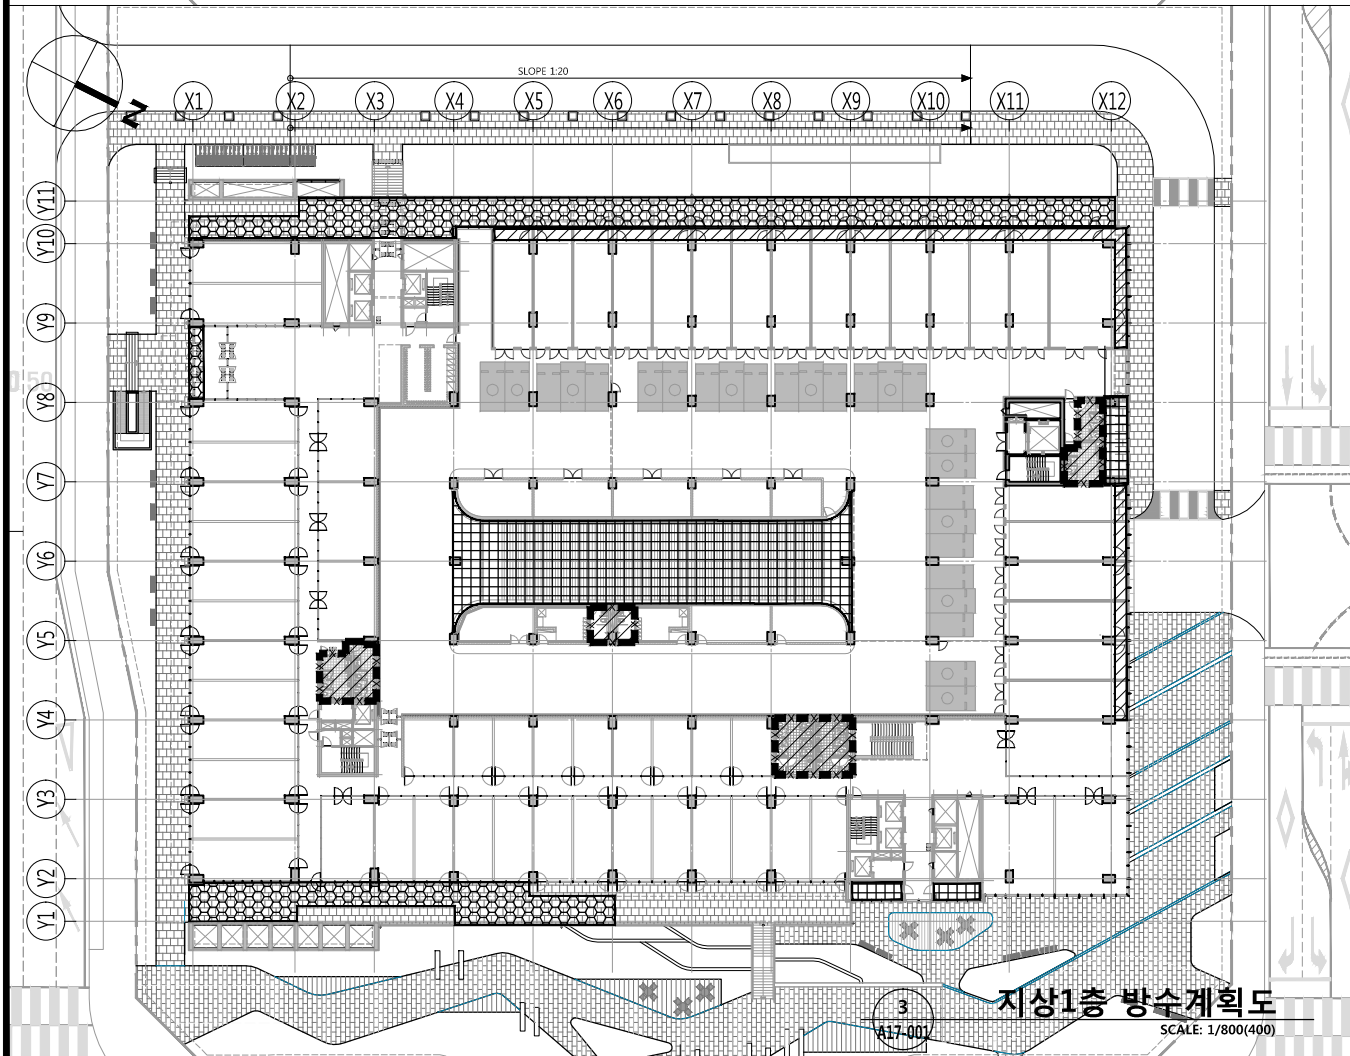 SLOPE 1:20
X1 X2 X3 X4 X5 X6 X7 X8 X9 X10 X11 X12
Y11
Y10
Y9
Y8
Y7
Y6
Y5
Y4
Y3
Y2
Y1
3
A17-001
지상1층 방수계획도
SCALE: 1/800(400)